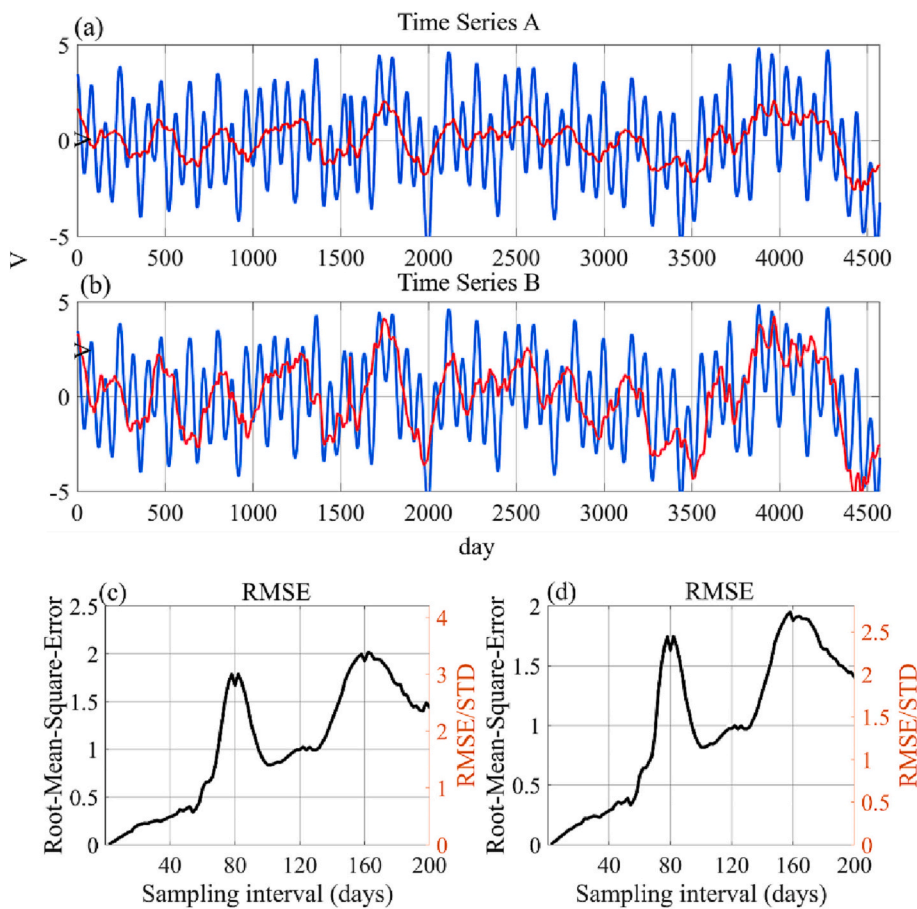 (a) Time Series A
5
0
-5
V
0 500 1000 1500 2000 2500 3000 3500 4000 4500
V
(b) Time Series B
5
0
-5
V
0 500 1000 1500 2000 2500 3000 3500 4000 4500
day
(c) RMSE
Root-Mean-Square-Error
2.5
2
1.5
1
0.5
0
40 80 120 160 200
Sampling interval (days)
4
3
2
1
0
RMSE/STD
(d) RMSE
Root-Mean-Square-Error
2
1.5
1
0.5
0
40 80 120 160 200
Sampling interval (days)
2.5
2
1.5
1
0.5
0
RMSE/STD